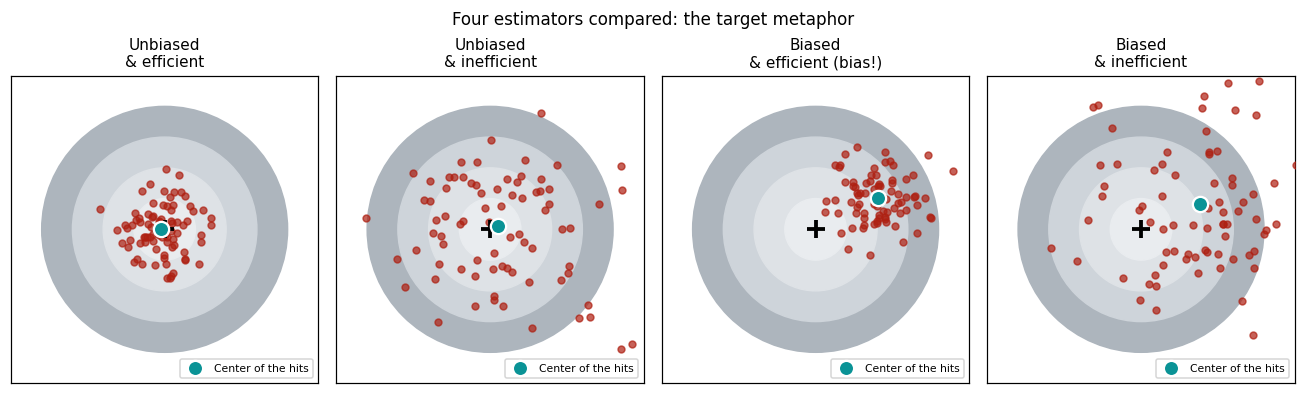 Four estimators compared: the target metaphor
Unbiased
& efficient
Unbiased
& inefficient
Biased
& efficient (bias!)
Biased
& inefficient
Center of the hits
Center of the hits
Center of the hits
Center of the hits